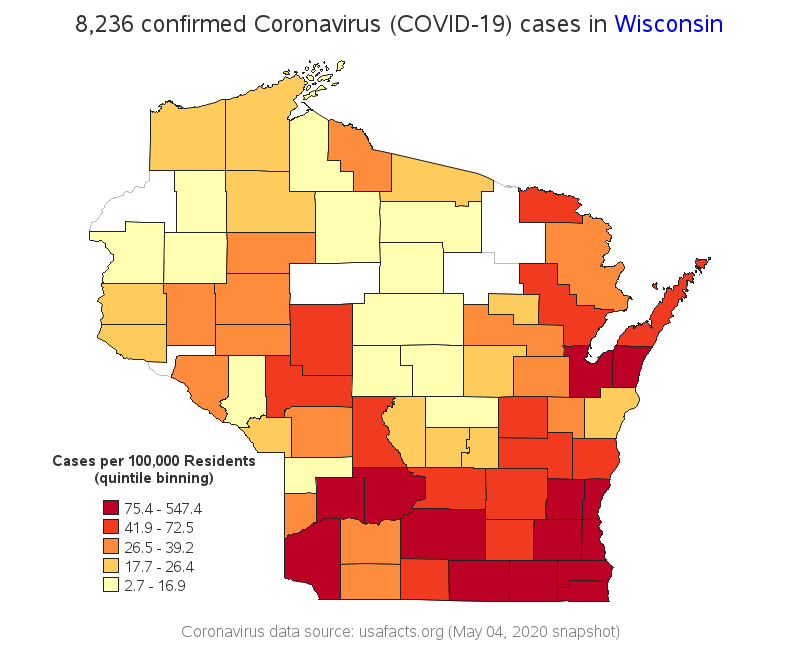 8,236 confirmed Coronavirus (COVID-19) cases in Wisconsin
Cases per 100,000 Residents
(quintile binning)
75.4 - 547.4
41.9 - 72.5
26.5 - 39.2
17.7 - 26.4
2.7 - 16.9
Coronavirus data source: usafacts.org (May 04, 2020 snapshot)